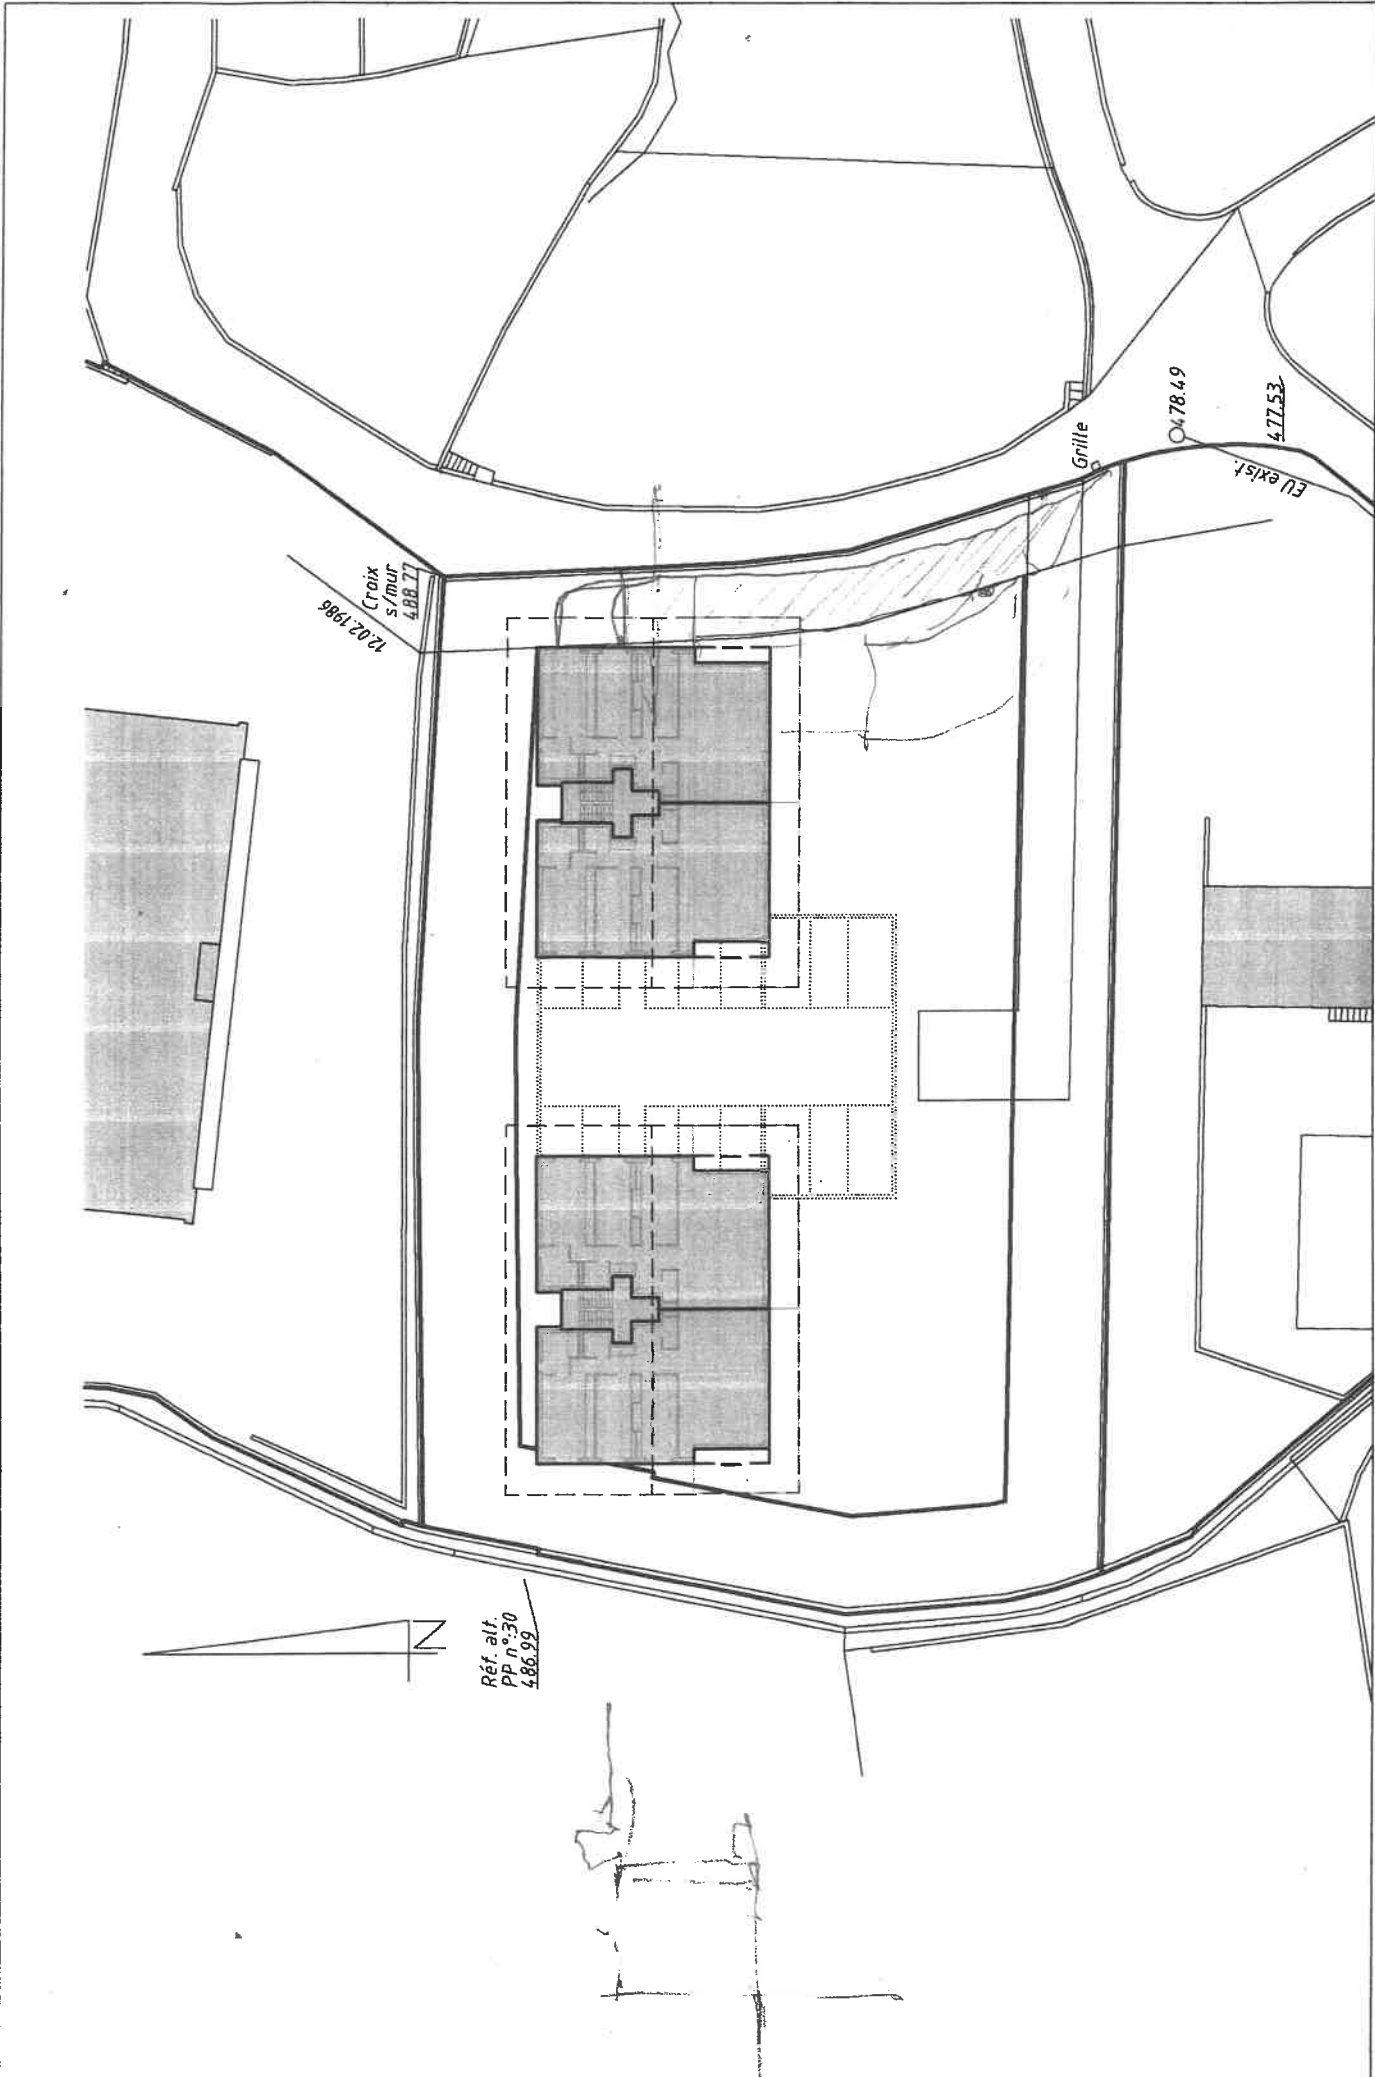 Croix
s/mur
488.77
12.02.1986
478.49
Grille
477.53
EU exist.
N
Réf. alt.
PP n°:30
486.99